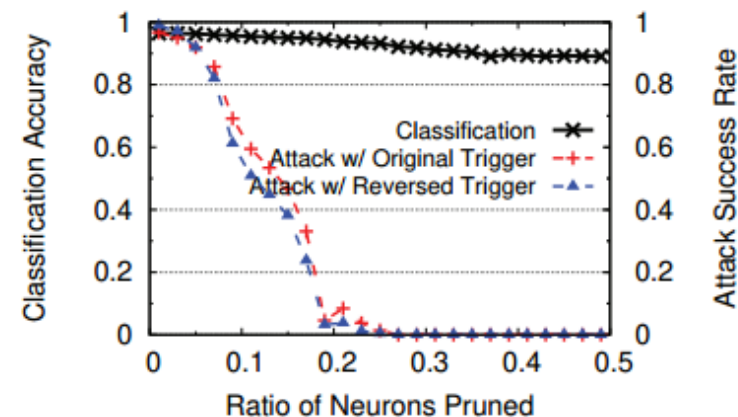 Classification Accuracy
1
0.8
0.6
0.4
0.2
0
Classification
Attack w/ Original Trigger
Attack w/ Reversed Trigger
1
0.8
0.6
0.4
0.2
0
Attack Success Rate
0 0.1 0.2 0.3 0.4 0.5
Ratio of Neurons Pruned